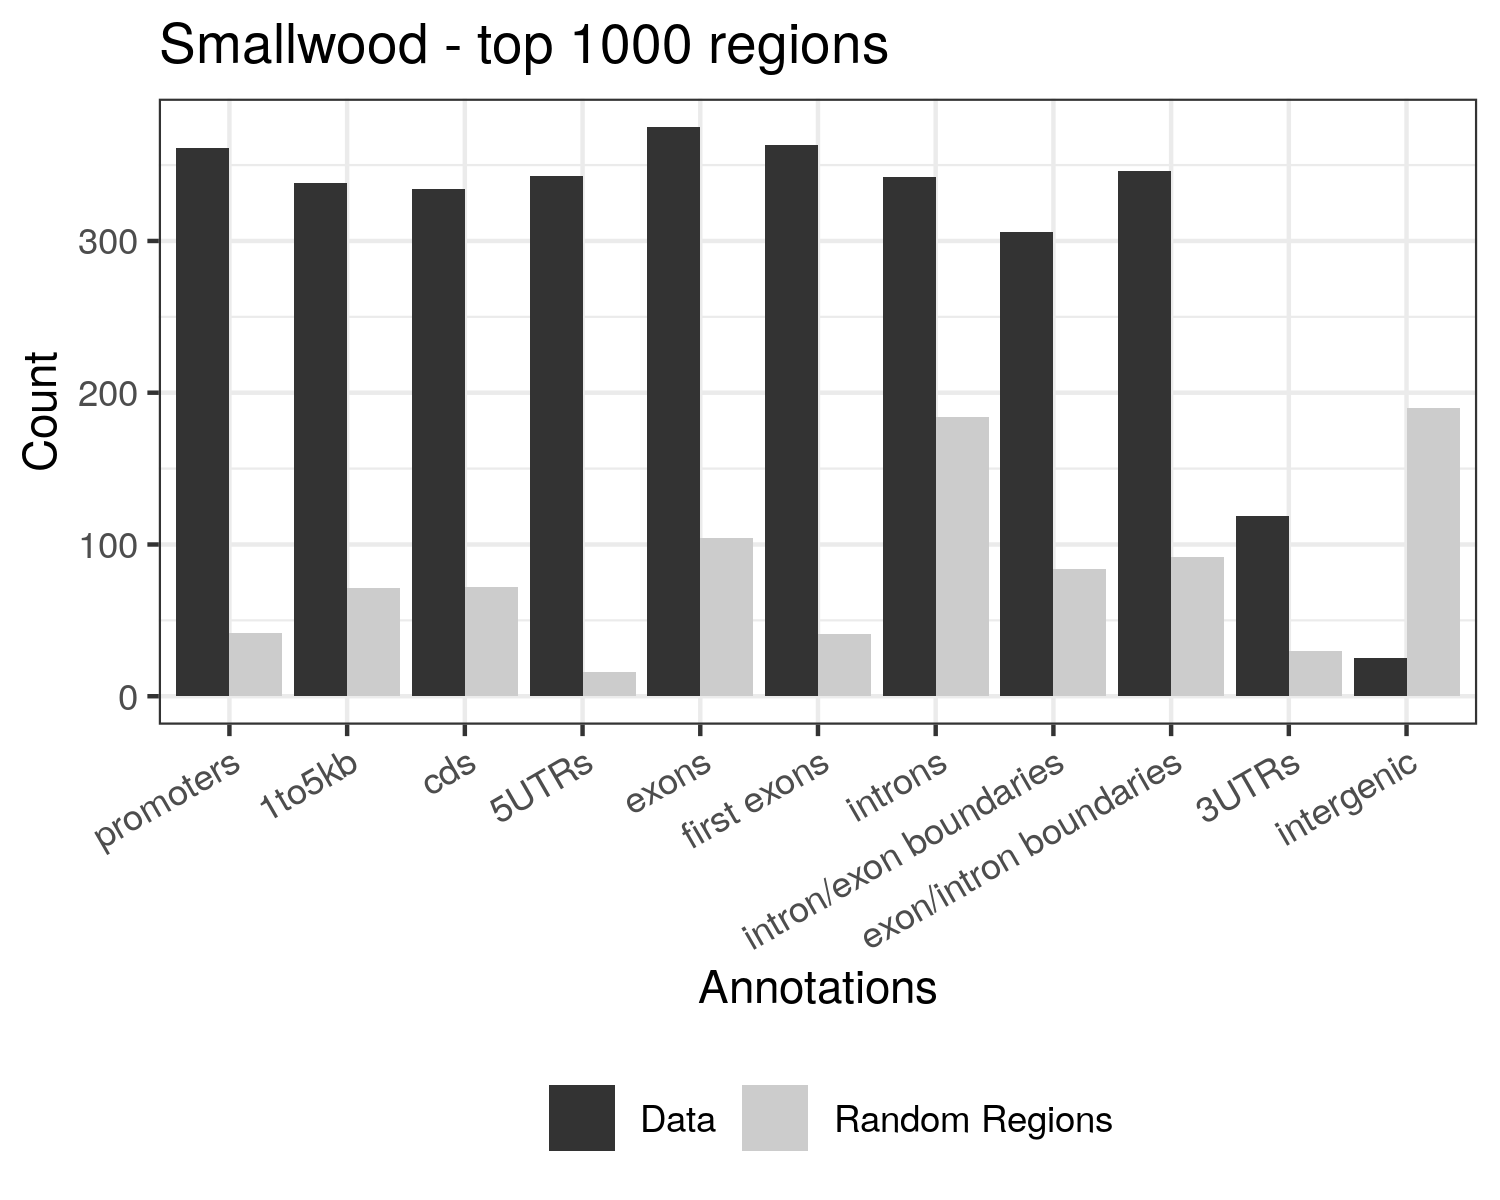 Smallwood - top 1000 regions
Count
300
200
100
0
promoters
1to5kb
cds
5UTRs
exons
first exons
introns
intron/exon boundaries
exon/intron boundaries
3UTRs
intergenic
Annotations
Data
Random Regions